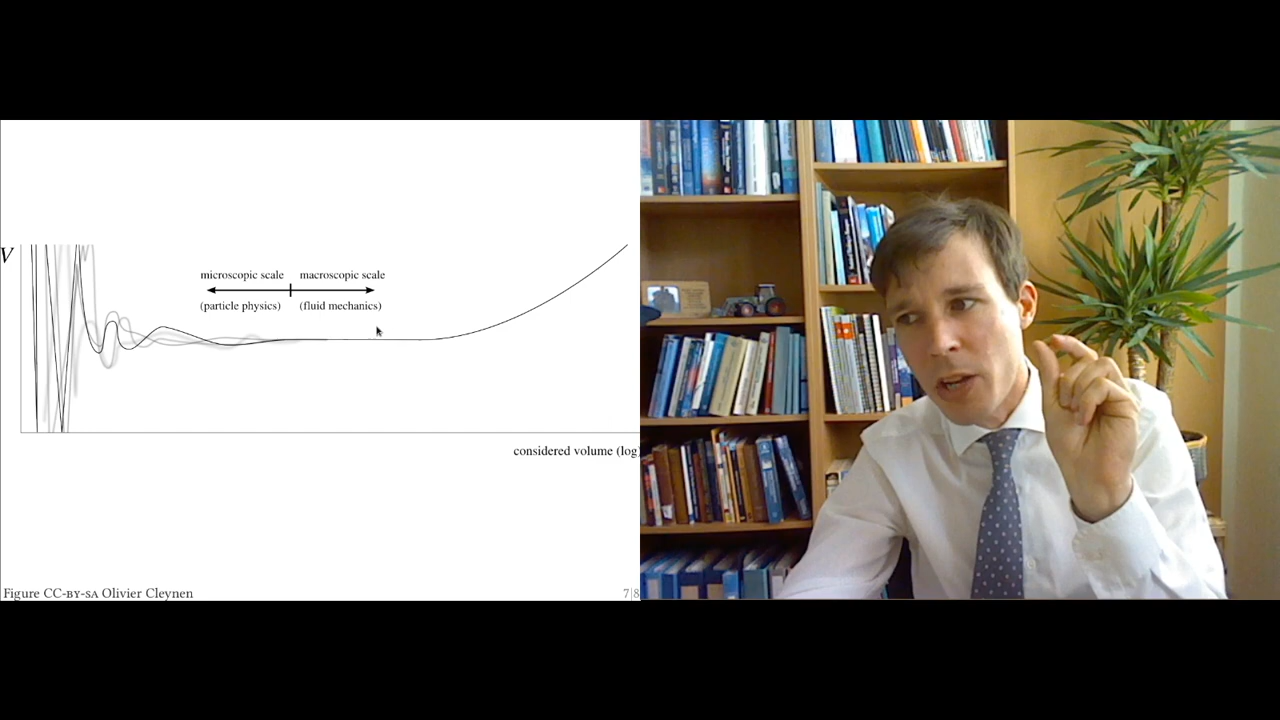 V
microscopic scale
macroscopic scale
(particle physics)
(fluid mechanics)
considered volume (log
Figure CC-BY-SA Olivier Cleynen
7|8